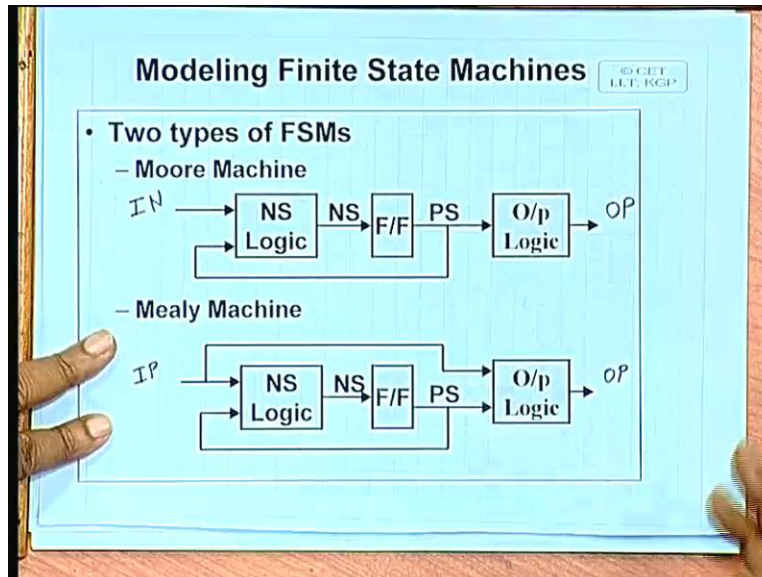 Modeling Finite State Machines
© CET
I.I.T. KGP
• Two types of FSMs
– Moore Machine
IN NS Logic NS F/F PS O/p Logic OP
– Mealy Machine
IP NS Logic NS F/F PS O/p Logic OP